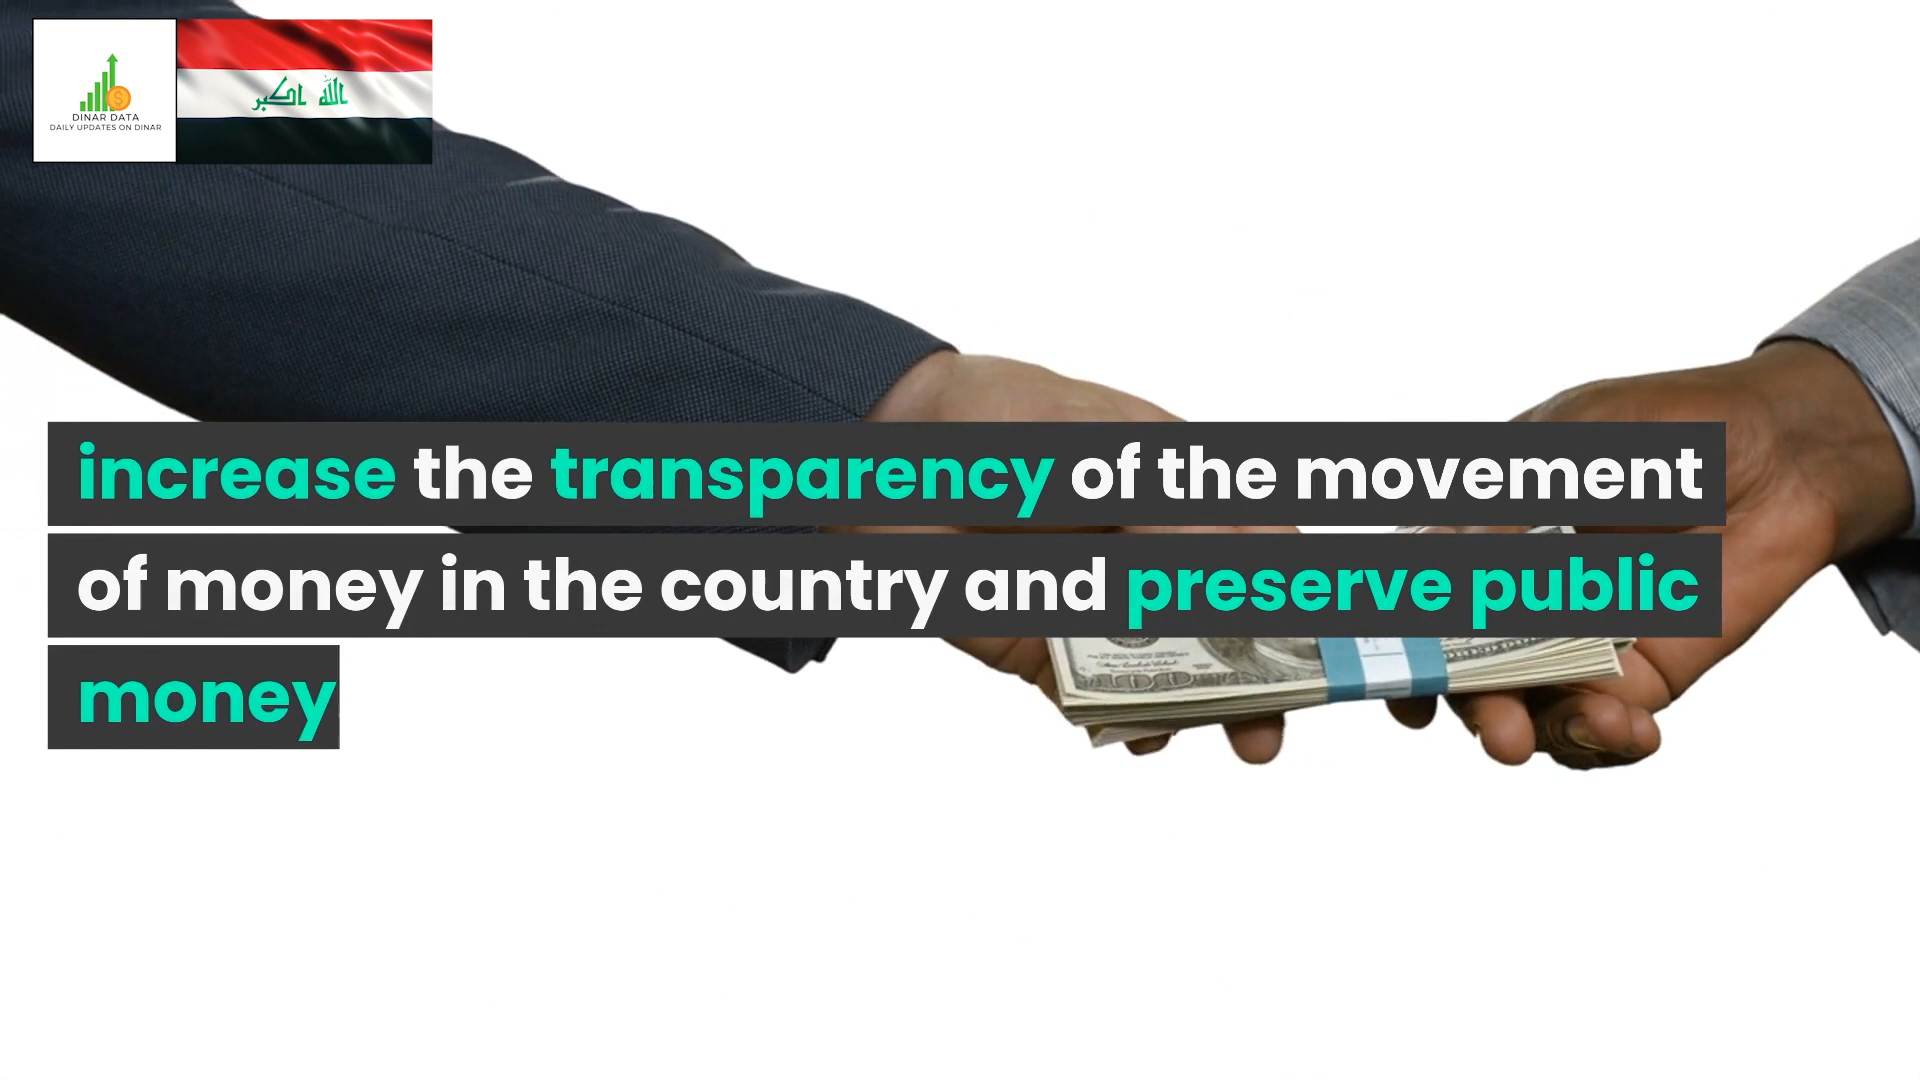 DINAR DATA
DAILY UPDATES ON DINAR
الله اكبر
increase the transparency of the movement
of money in the country and preserve public
money
100